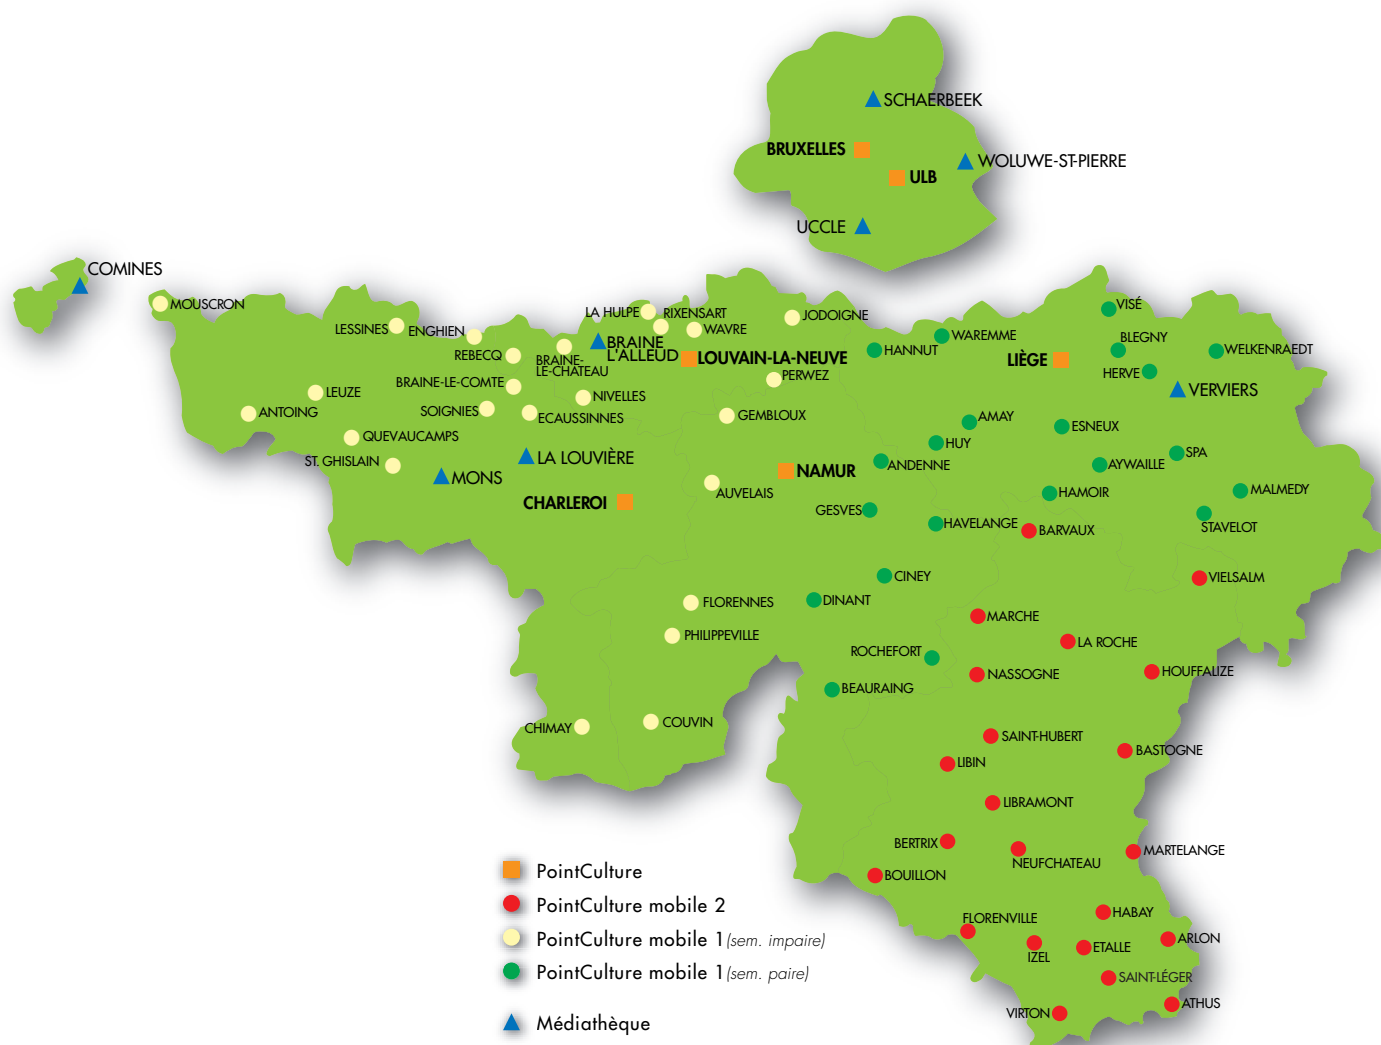 SCHAERBEEK
BRUXELLES
WOLUWE-ST-PIERRE
ULB
UCCLE
COMINES
MOUSCRON
LESSINES
ENGHIEN
REBECQ
LA HULPE
RIXENSART
WAVRE
JODOIGNE
BRAINE
L'ALLEUD
BRAINE-
LE-CHATEAU
LOUVAIN-LA-NEUVE
PERWEZ
HANNUT
WAREMME
VISÉ
BLEGNY
LIÈGE
HERVE
WELKENRAEDT
VERVIERS
LEUZE
ANTOING
BRAINE-LE-COMTE
SOIGNIES
NIVELLES
ECAUSSINNES
GEMBLOUX
QUEVAUCAMPS
ST. GHISLAIN
MONS
LA LOUVIÈRE
CHARLEROI
NAMUR
AUVELAIS
AMAY
HUY
ANDENNE
ESNEUX
AYWAILLE
SPA
HAMOIR
MALMEDY
STAVELOT
GESVES
HAVELANGE
BARVAUX
VIELSALM
CINEY
DINANT
FLORENNES
PHILIPPEVILLE
MARCHE
LA ROCHE
ROCHEFORT
NASSOGNE
HOUFFALIZE
BEAURAING
CHIMAY
COUVIN
SAINT-HUBERT
LIBIN
BASTOGNE
LIBRAMONT
BERTRIX
NEUFCHATEAU
MARTELANGE
BOUILLON
FLORENVILLE
HABAY
IZEL
ETALLE
ARLON
SAINT-LÉGER
ATHUS
VIRTON
PointCulture
PointCulture mobile 2
PointCulture mobile 1 (sem. impaire)
PointCulture mobile 1 (sem. paire)
Médiathèque